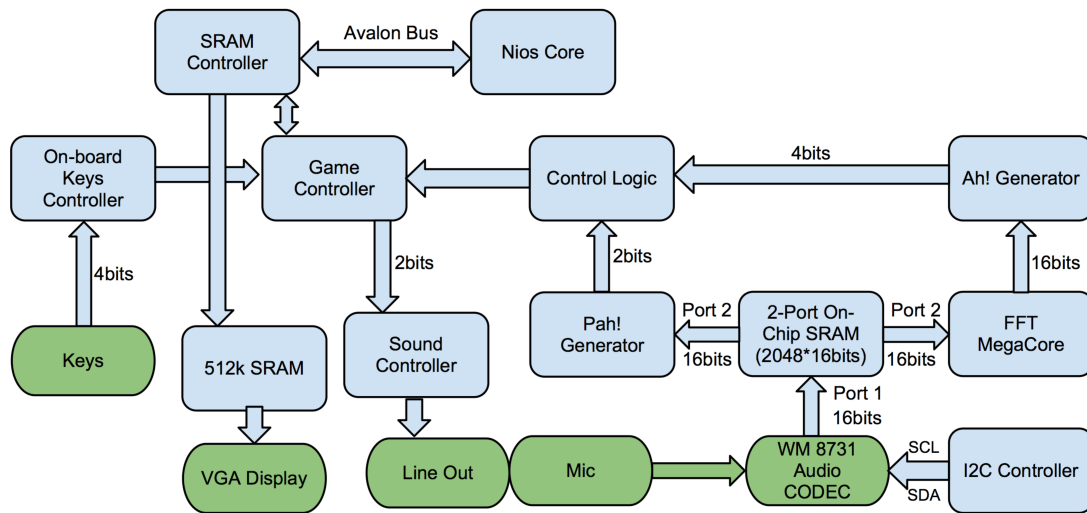 SRAM
Controller
Avalon Bus
Nios Core
On-board
Keys
Controller
Game
Controller
Control Logic
4bits
Ah! Generator
4bits
2bits
2bits
16bits
Keys
512k SRAM
Sound
Controller
Pah!
Generator
Port 2
16bits
2-Port On-
Chip SRAM
(2048*16bits)
Port 2
16bits
FFT
MegaCore
Port 1
16bits
VGA Display
Line Out
Mic
WM 8731
Audio
CODEC
SCL
SDA
I2C Controller